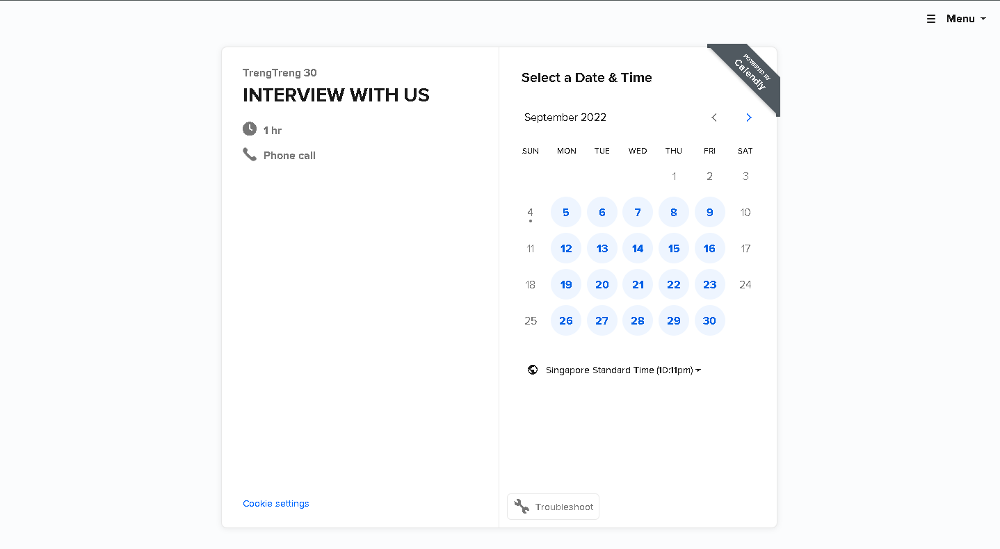 Menu
TrengTreng 30
INTERVIEW WITH US
1 hr
Phone call
Cookie settings
POWERED BY
Calendly
Select a Date & Time
September 2022
SUN MON TUE WED THU FRI SAT
1 2 3
4 5 6 7 8 9 10
11 12 13 14 15 16 17
18 19 20 21 22 23 24
25 26 27 28 29 30
Singapore Standard Time (10:11pm)
Troubleshoot